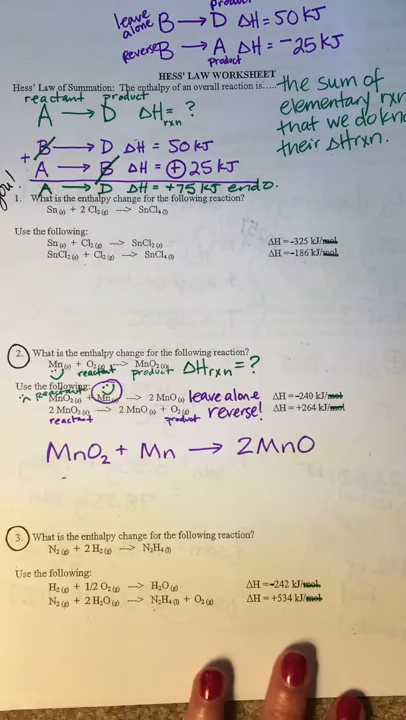 product
leave alone B → D ΔH = 50 KJ
reverse B → A ΔH = -25 KJ
product
HESS' LAW WORKSHEET
Hess' Law of Summation: The enthalpy of an overall reaction is.....the sum of elementary rxn that we do kno their ΔHrxn.
reactant product
A → D ΔH rxn = ?
B → D ΔH = 50 KJ
+ A → B ΔH = + 25 KJ
A → D ΔH = +75 KJ endo.
you!
1. What is the enthalpy change for the following reaction?
Sn (s) + 2 Cl2 (g) ---> SnCl4 (l)
Use the following:
Sn (s) + Cl2 (g) ---> SnCl2 (s) ΔH = -325 kJ/mol
SnCl2 (s) + Cl2 (g) ---> SnCl4 (l) ΔH = -186 kJ/mol
2. What is the enthalpy change for the following reaction?
Mn (s) + O2 (g) ---> MnO2 (s) ΔHrxn = ?
reactant product
Use the following:
in reactant
MnO2 (s) + Mn (s) ---> 2 MnO (s) leave alone ΔH = -240 kJ/mol
2 MnO2 (s) ---> 2 MnO (s) + O2 (g) reverse! ΔH = +264 kJ/mol
reactant product
MnO2 + Mn → 2MnO
3. What is the enthalpy change for the following reaction?
N2 (g) + 2 H2 (g) ---> N2H4 (l)
Use the following:
H2 (g) + 1/2 O2 (g) ---> H2O (g) ΔH = -242 kJ/mol
N2 (g) + 2 H2O (g) ---> N2H4 (l) + O2 (g) ΔH = +534 kJ/mol